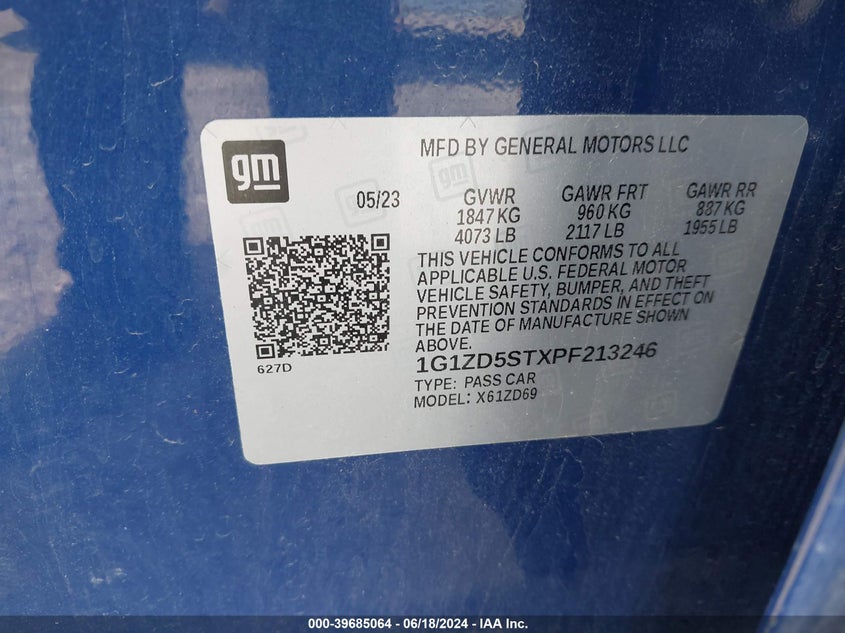 gm
MFD BY GENERAL MOTORS LLC
05/23
GVWR GAWR FRT GAWR RR
1847 KG 960 KG 887 KG
4073 LB 2117 LB 1955 LB
THIS VEHICLE CONFORMS TO ALL
APPLICABLE U.S. FEDERAL MOTOR
VEHICLE SAFETY, BUMPER, AND THEFT
PREVENTION STANDARDS IN EFFECT ON
THE DATE OF MANUFACTURE SHOWN
ABOVE.
627D
1G1ZD5STXPF213246
TYPE: PASS CAR
MODEL: X61ZD69
000-39685064 - 06/18/2024 - IAA Inc.